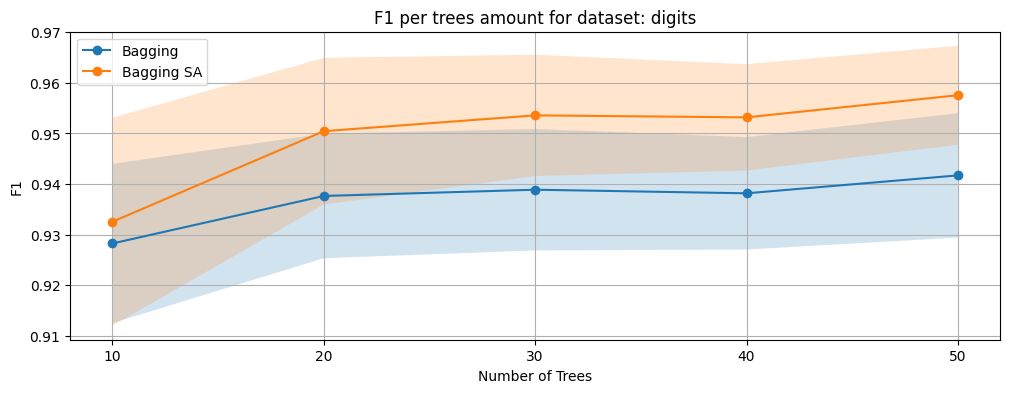 F1 per trees amount for dataset: digits
Bagging
Bagging SA
0.97
0.96
0.95
0.94
0.93
0.92
0.91
F1
10 20 30 40 50
Number of Trees